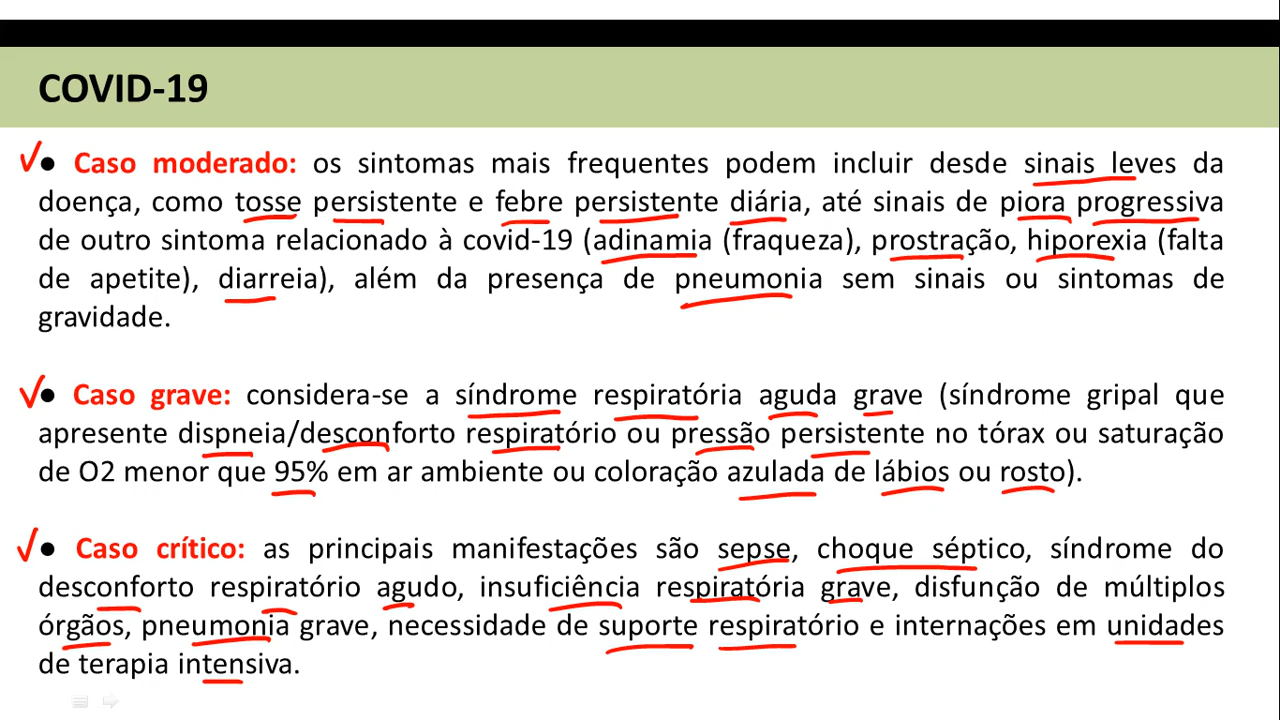 COVID-19
● Caso moderado: os sintomas mais frequentes podem incluir desde sinais leves da
doença, como tosse persistente e febre persistente diária, até sinais de piora progressiva
de outro sintoma relacionado à covid-19 (adinamia (fraqueza), prostração, hiporexia (falta
de apetite), diarreia), além da presença de pneumonia sem sinais ou sintomas de
gravidade.
● Caso grave: considera-se a síndrome respiratória aguda grave (síndrome gripal que
apresente dispneia/desconforto respiratório ou pressão persistente no tórax ou saturação
de O2 menor que 95% em ar ambiente ou coloração azulada de lábios ou rosto).
● Caso crítico: as principais manifestações são sepse, choque séptico, síndrome do
desconforto respiratório agudo, insuficiência respiratória grave, disfunção de múltiplos
órgãos, pneumonia grave, necessidade de suporte respiratório e internações em unidades
de terapia intensiva.